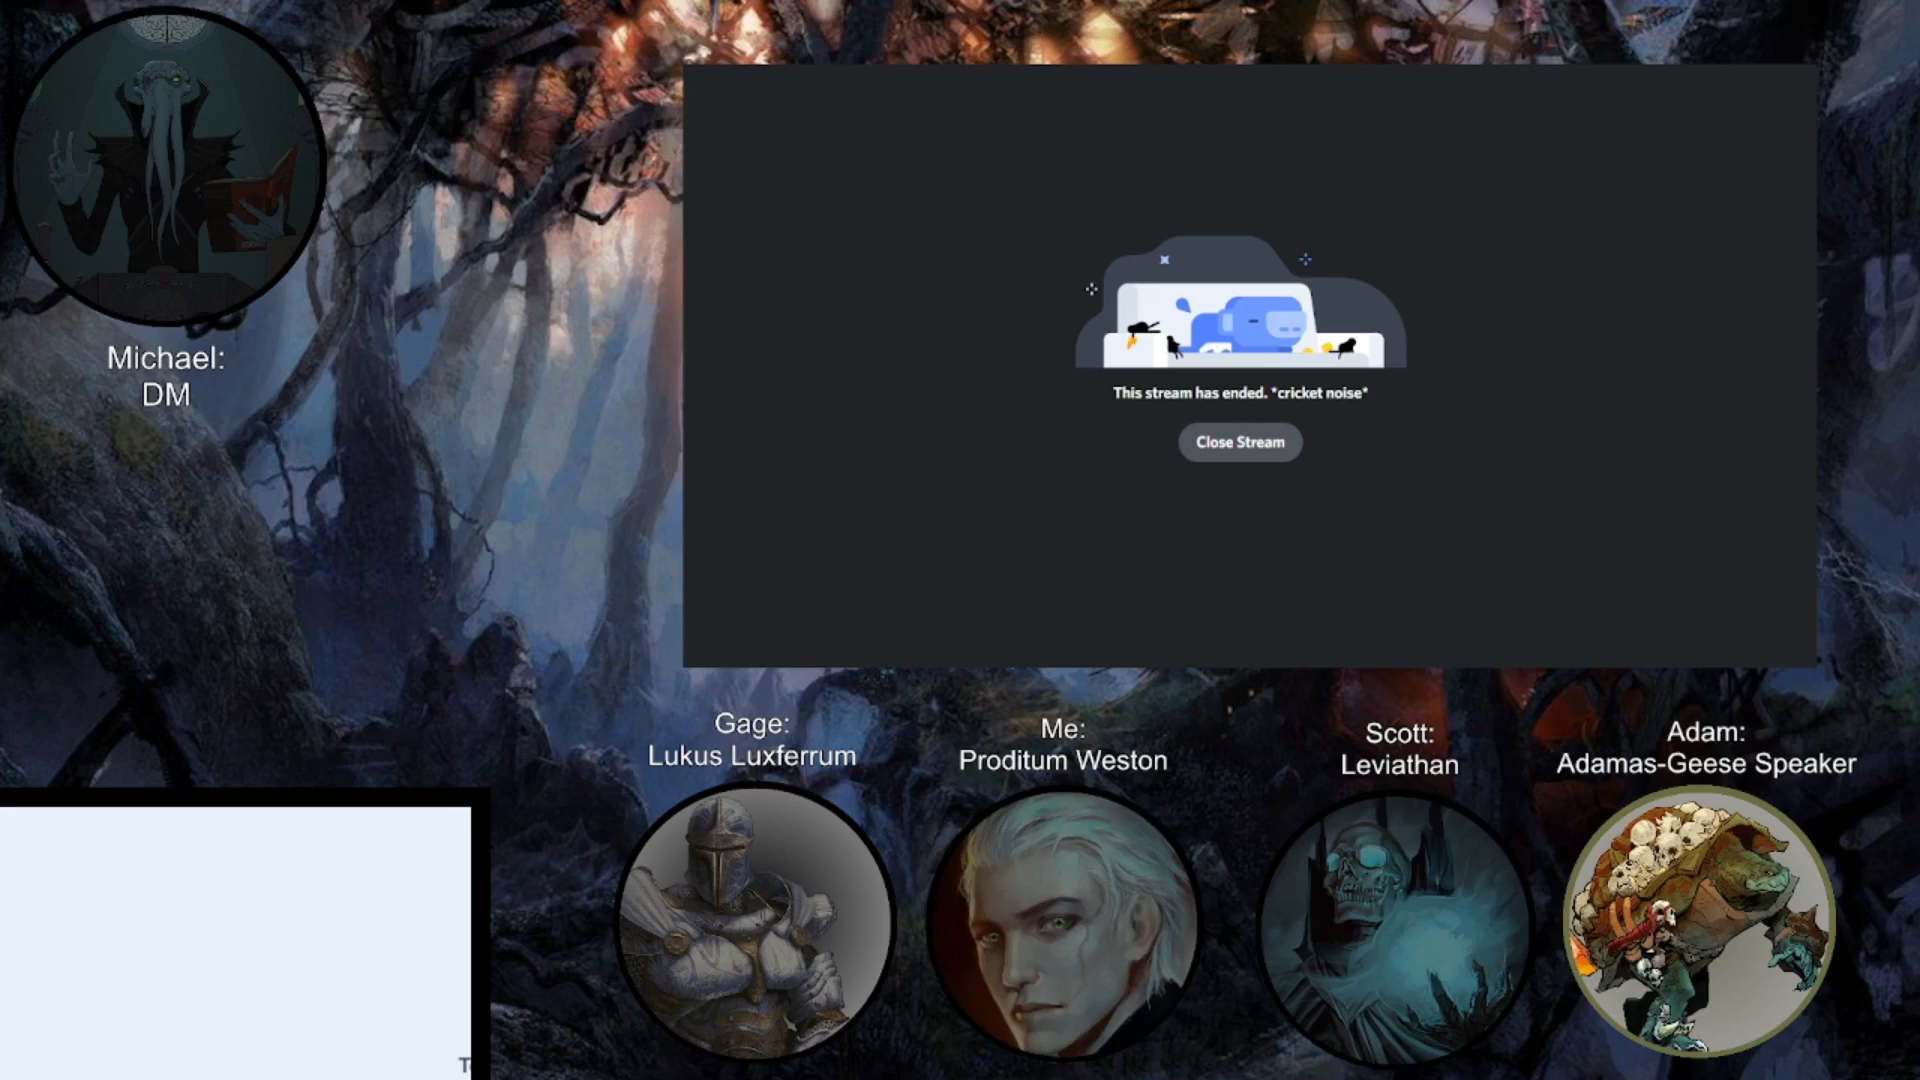 Michael:
DM
This stream has ended. *cricket noise*
Close Stream
Gage:
Lukus Luxferrum
Me:
Proditum Weston
Scott:
Leviathan
Adam:
Adamas-Geese Speaker